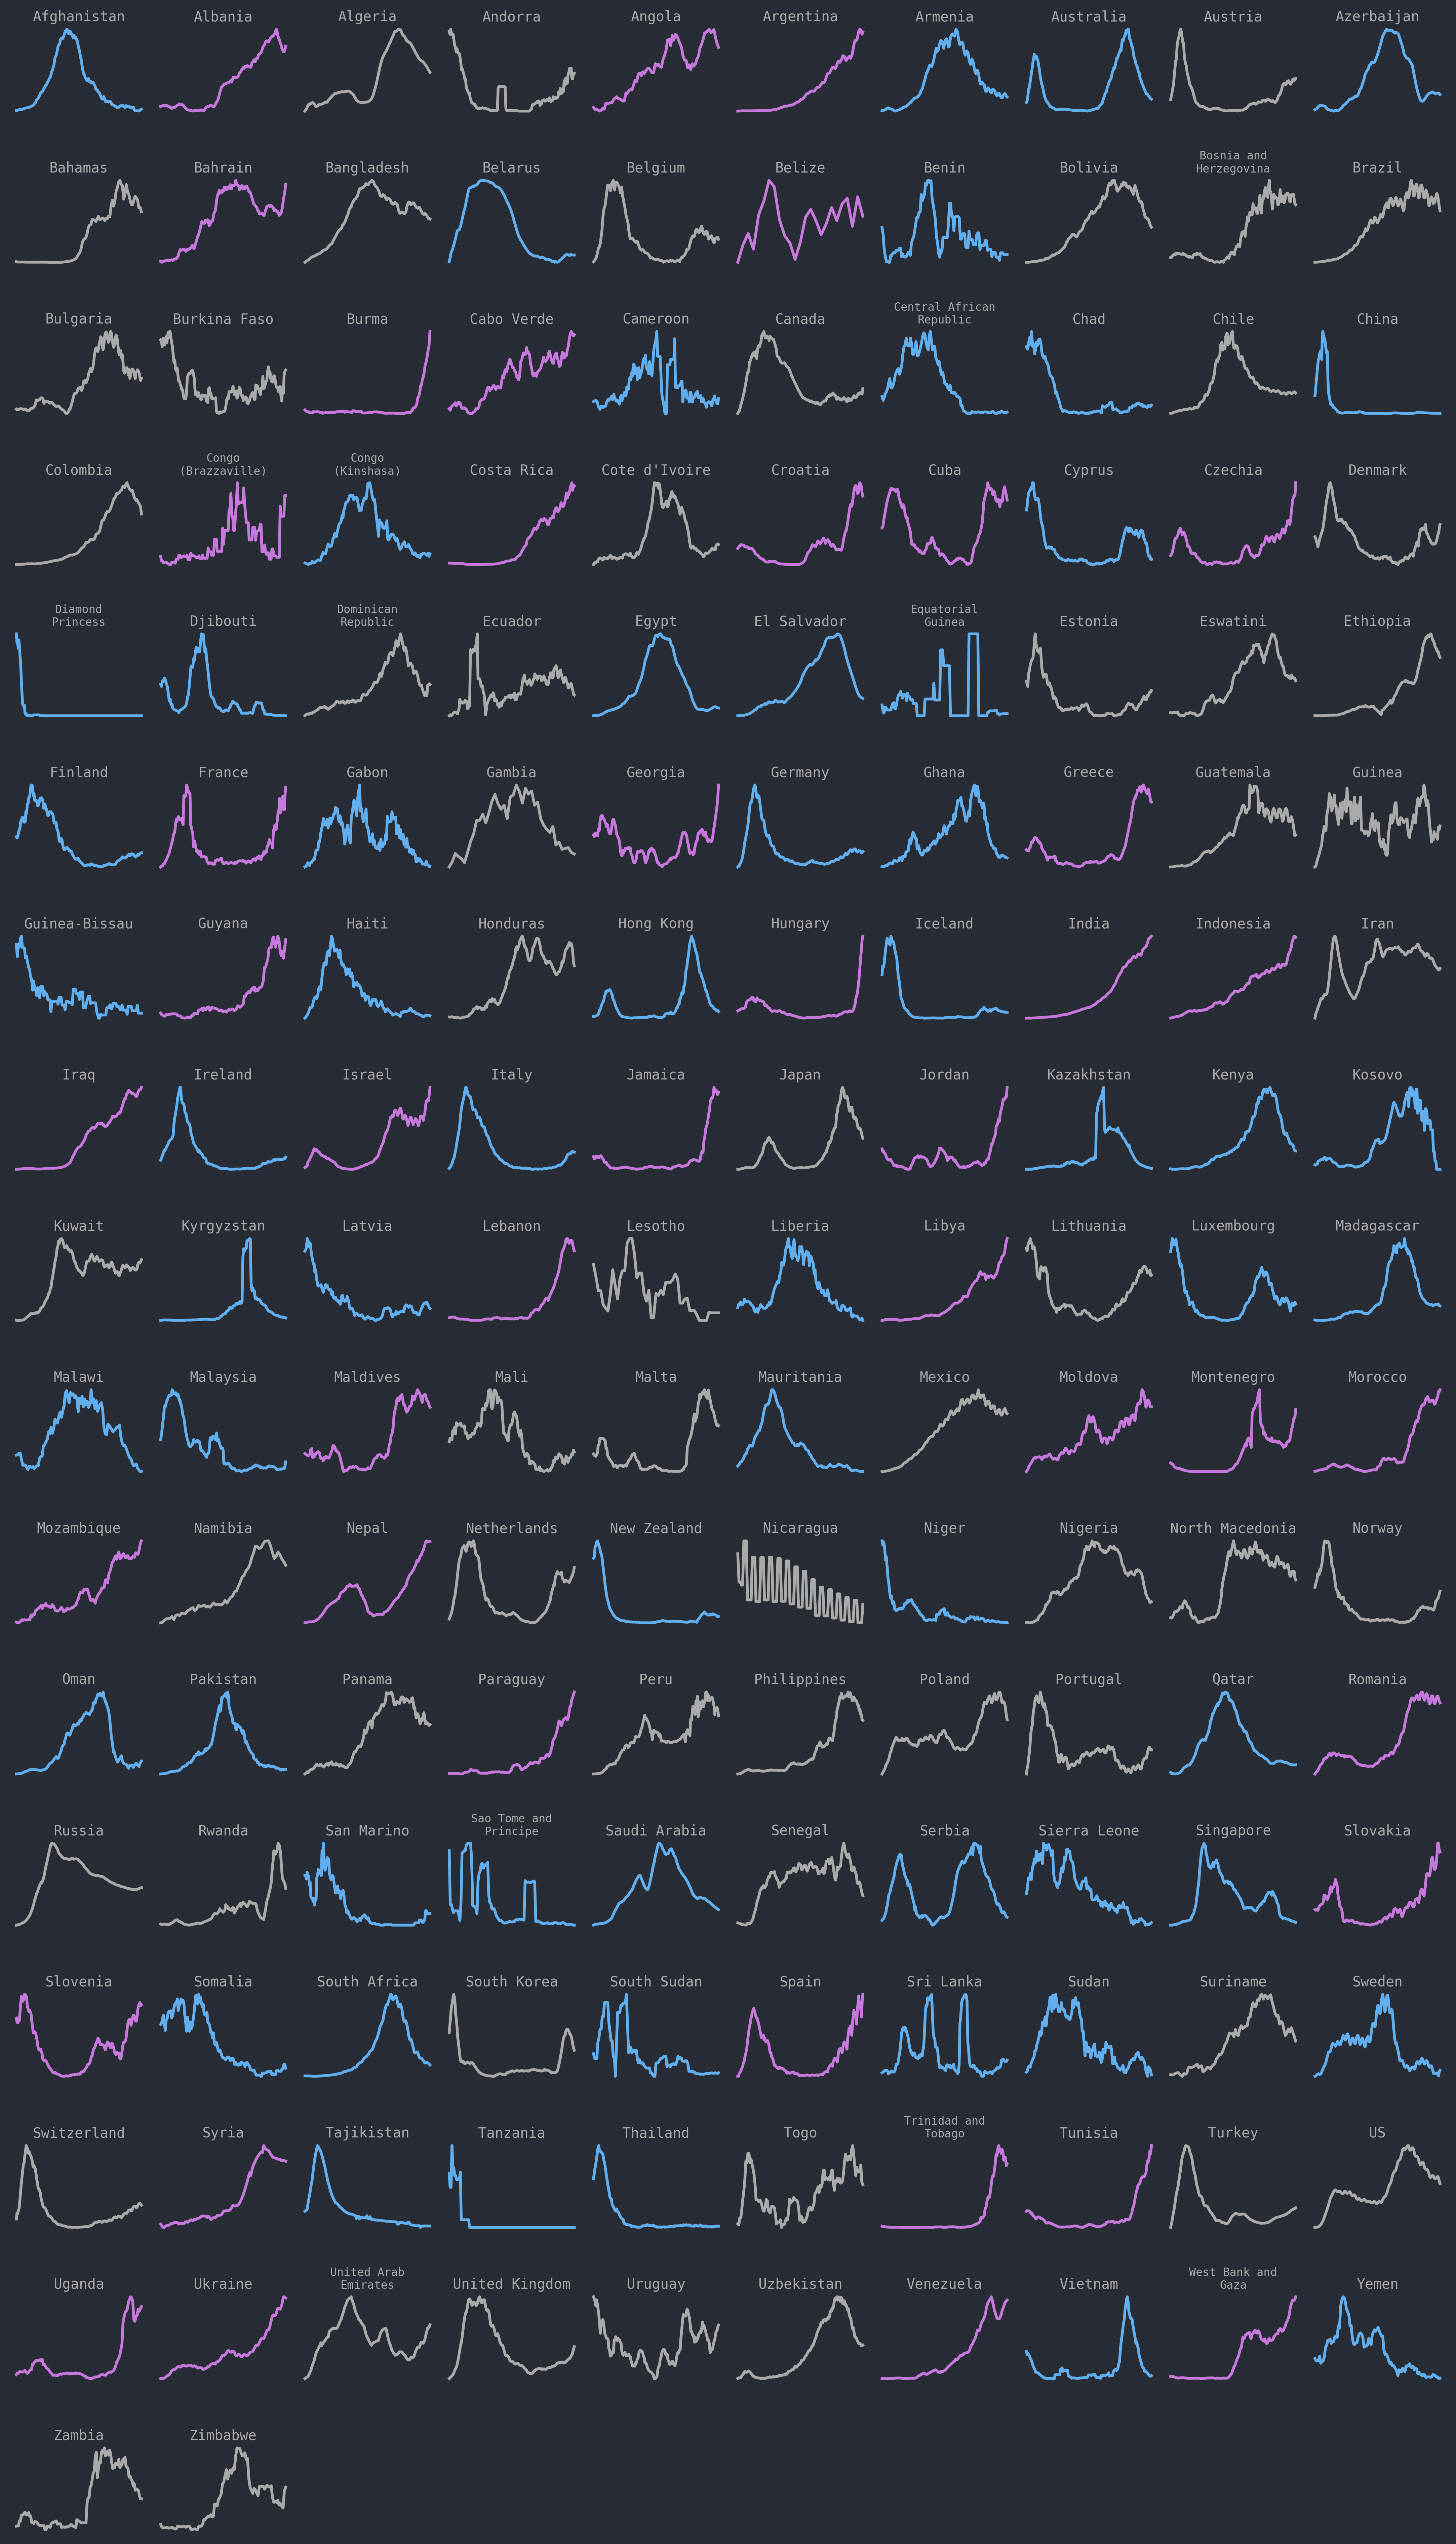 Afghanistan
Albania
Algeria
Andorra
Angola
Argentina
Armenia
Australia
Austria
Azerbaijan
Bahamas
Bahrain
Bangladesh
Belarus
Belgium
Belize
Benin
Bolivia
Bosnia and
Herzegovina
Brazil
Bulgaria
Burkina Faso
Burma
Cabo Verde
Cameroon
Canada
Central African
Republic
Chad
Chile
China
Colombia
Congo
(Brazzaville)
Congo
(Kinshasa)
Costa Rica
Cote d'Ivoire
Croatia
Cuba
Cyprus
Czechia
Denmark
Diamond
Princess
Djibouti
Dominican
Republic
Ecuador
Egypt
El Salvador
Equatorial
Guinea
Estonia
Eswatini
Ethiopia
Finland
France
Gabon
Gambia
Georgia
Germany
Ghana
Greece
Guatemala
Guinea
Guinea-Bissau
Guyana
Haiti
Honduras
Hong Kong
Hungary
Iceland
India
Indonesia
Iran
Iraq
Ireland
Israel
Italy
Jamaica
Japan
Jordan
Kazakhstan
Kenya
Kosovo
Kuwait
Kyrgyzstan
Latvia
Lebanon
Lesotho
Liberia
Libya
Lithuania
Luxembourg
Madagascar
Malawi
Malaysia
Maldives
Mali
Malta
Mauritania
Mexico
Moldova
Montenegro
Morocco
Mozambique
Namibia
Nepal
Netherlands
New Zealand
Nicaragua
Niger
Nigeria
North Macedonia
Norway
Oman
Pakistan
Panama
Paraguay
Peru
Philippines
Poland
Portugal
Qatar
Romania
Russia
Rwanda
San Marino
Sao Tome and
Principe
Saudi Arabia
Senegal
Serbia
Sierra Leone
Singapore
Slovakia
Slovenia
Somalia
South Africa
South Korea
South Sudan
Spain
Sri Lanka
Sudan
Suriname
Sweden
Switzerland
Syria
Tajikistan
Tanzania
Thailand
Togo
Trinidad and
Tobago
Tunisia
Turkey
US
Uganda
Ukraine
United Arab
Emirates
United Kingdom
Uruguay
Uzbekistan
Venezuela
Vietnam
West Bank and
Gaza
Yemen
Zambia
Zimbabwe